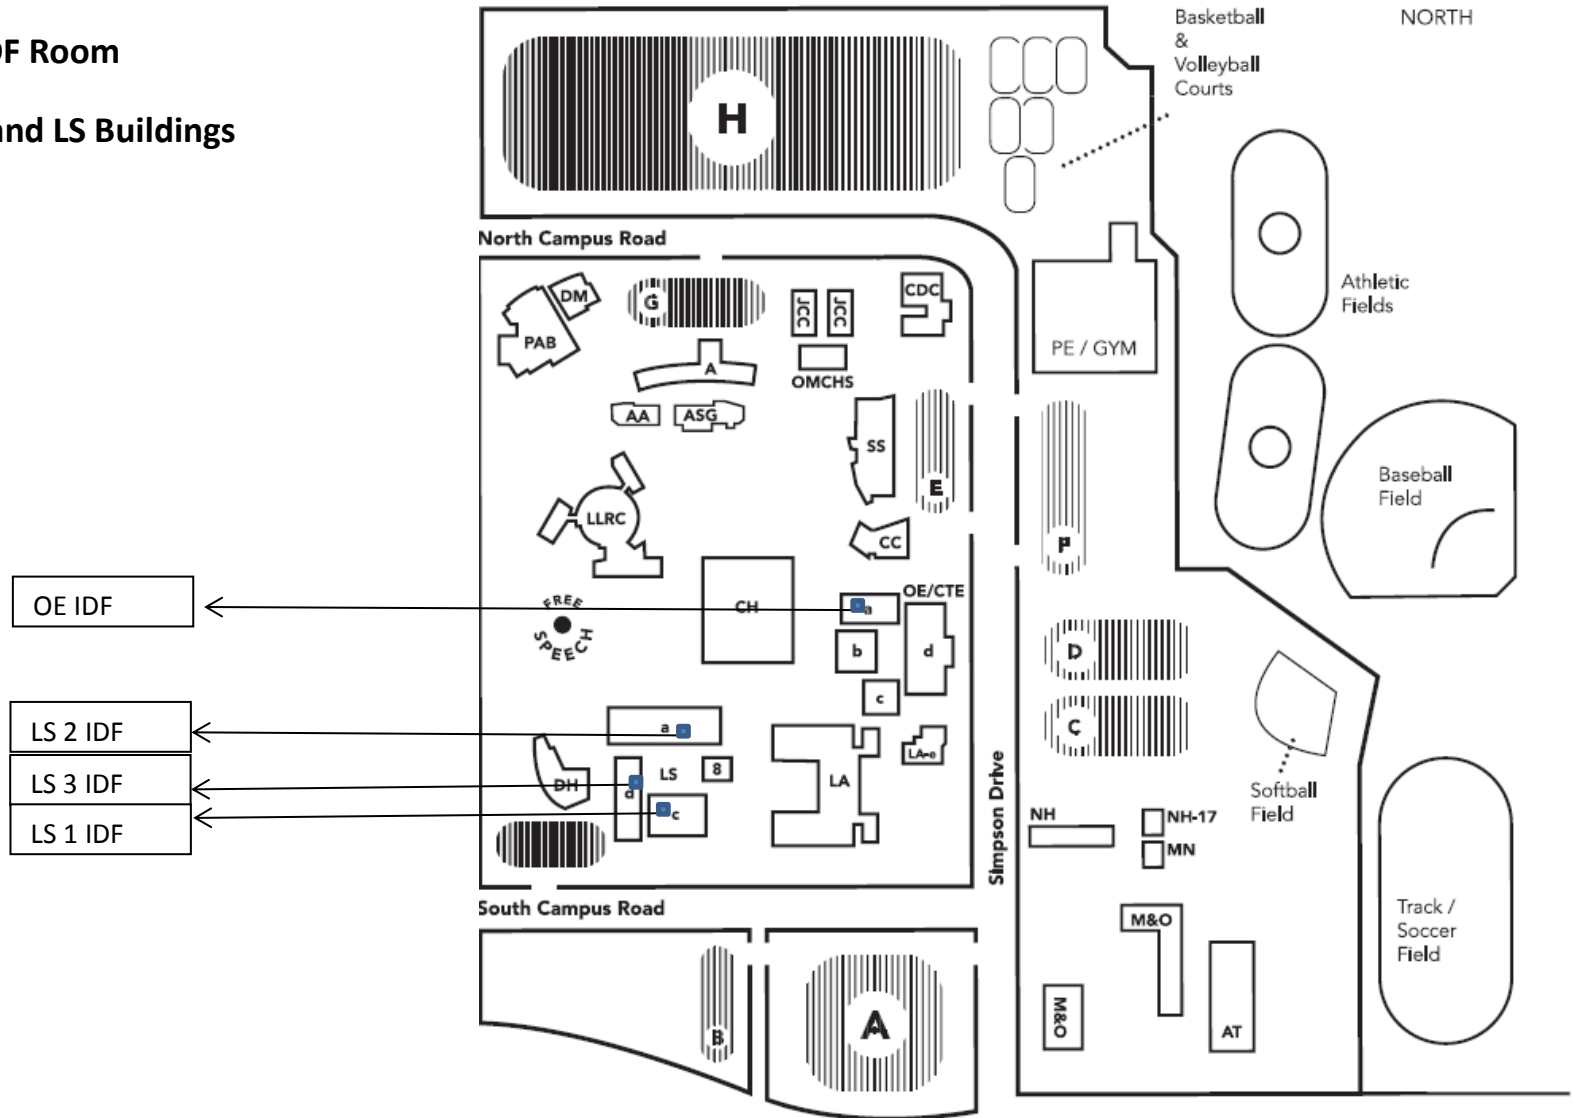 F Room
and LS Buildings
Basketball
&
Volleyball
Courts
NORTH
H
North Campus Road
DM
G
JCC
JCC
CDC
PAB
A
OMCHS
PE / GYM
Athletic
Fields
AA
ASG
SS
E
LLRC
CC
F
Baseball
Field
OE IDF
FREE
SPEECH
CH
a
OE/CTE
b
d
c
D
C
LS 2 IDF
a
LS 3 IDF
DH
d
LS
8
LA
LA-e
Softball
Field
LS 1 IDF
c
Simpson Drive
NH
NH-17
MN
South Campus Road
M&O
Track /
Soccer
Field
B
A
M&O
AT